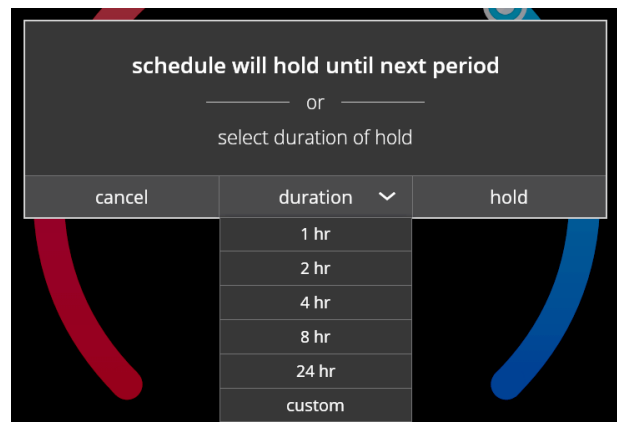 schedule will hold until next period
or
select duration of hold
cancel duration hold
1 hr
2 hr
4 hr
8 hr
24 hr
custom